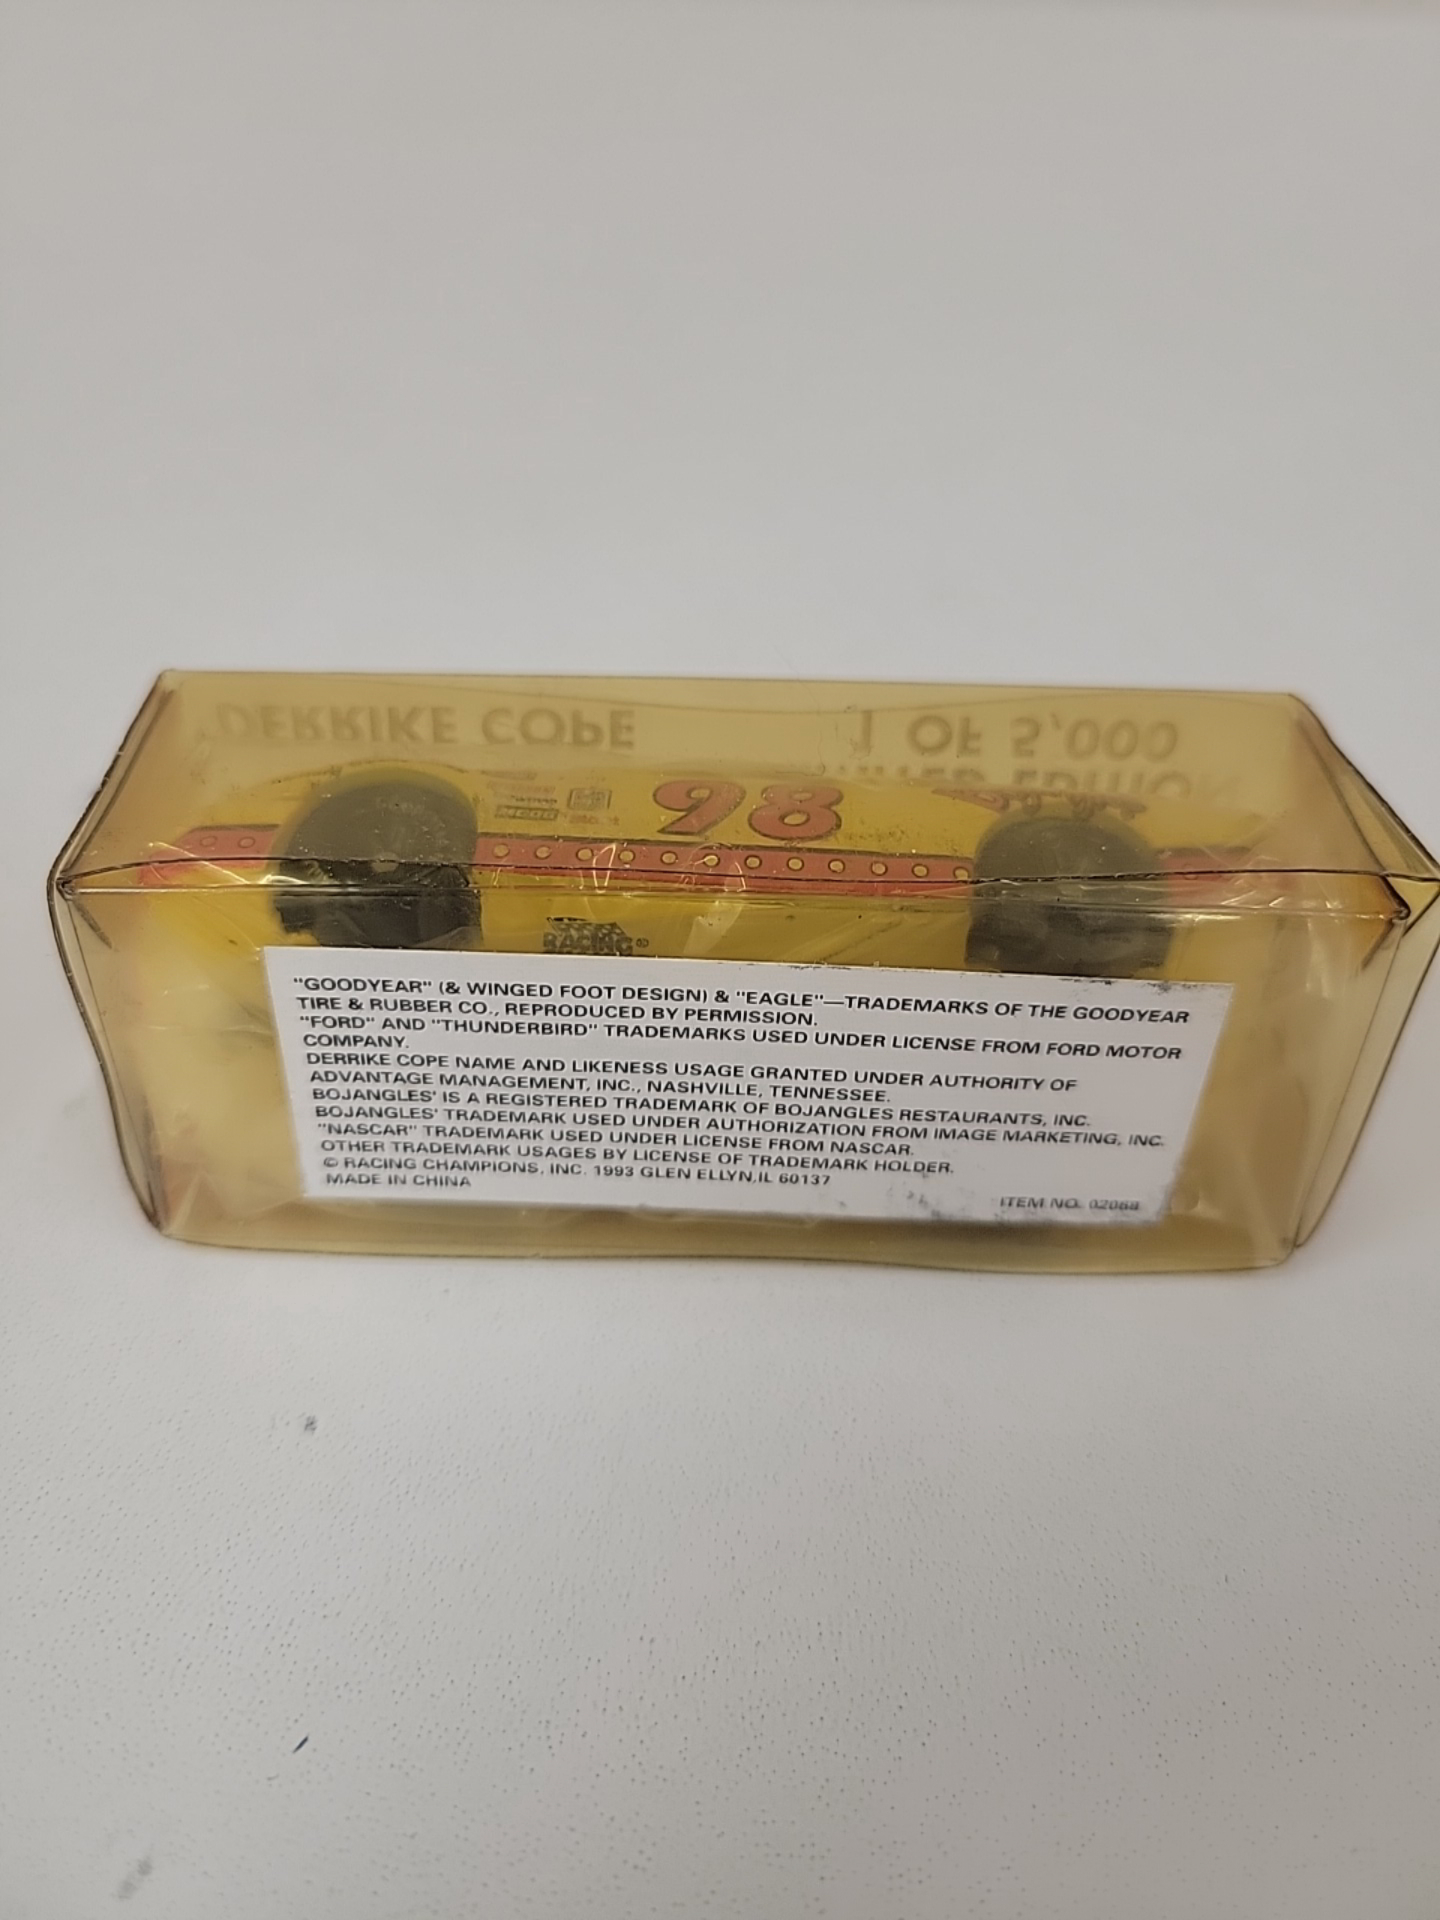 DERRIKE COPE
1 OF 5,000
LIMITED EDITION
98
RACING
"GOODYEAR" (& WINGED FOOT DESIGN) & "EAGLE"—TRADEMARKS OF THE GOODYEAR
TIRE & RUBBER CO., REPRODUCED BY PERMISSION.
"FORD" AND "THUNDERBIRD" TRADEMARKS USED UNDER LICENSE FROM FORD MOTOR
COMPANY.
DERRIKE COPE NAME AND LIKENESS USAGE GRANTED UNDER AUTHORITY OF
ADVANTAGE MANAGEMENT, INC., NASHVILLE, TENNESSEE.
BOJANGLES' IS A REGISTERED TRADEMARK OF BOJANGLES RESTAURANTS, INC.
BOJANGLES' TRADEMARK USED UNDER AUTHORIZATION FROM IMAGE MARKETING, INC.
"NASCAR" TRADEMARK USED UNDER LICENSE FROM NASCAR.
OTHER TRADEMARK USAGES BY LICENSE OF TRADEMARK HOLDER.
© RACING CHAMPIONS, INC. 1993 GLEN ELLYN,IL 60137
MADE IN CHINA
ITEM NO.